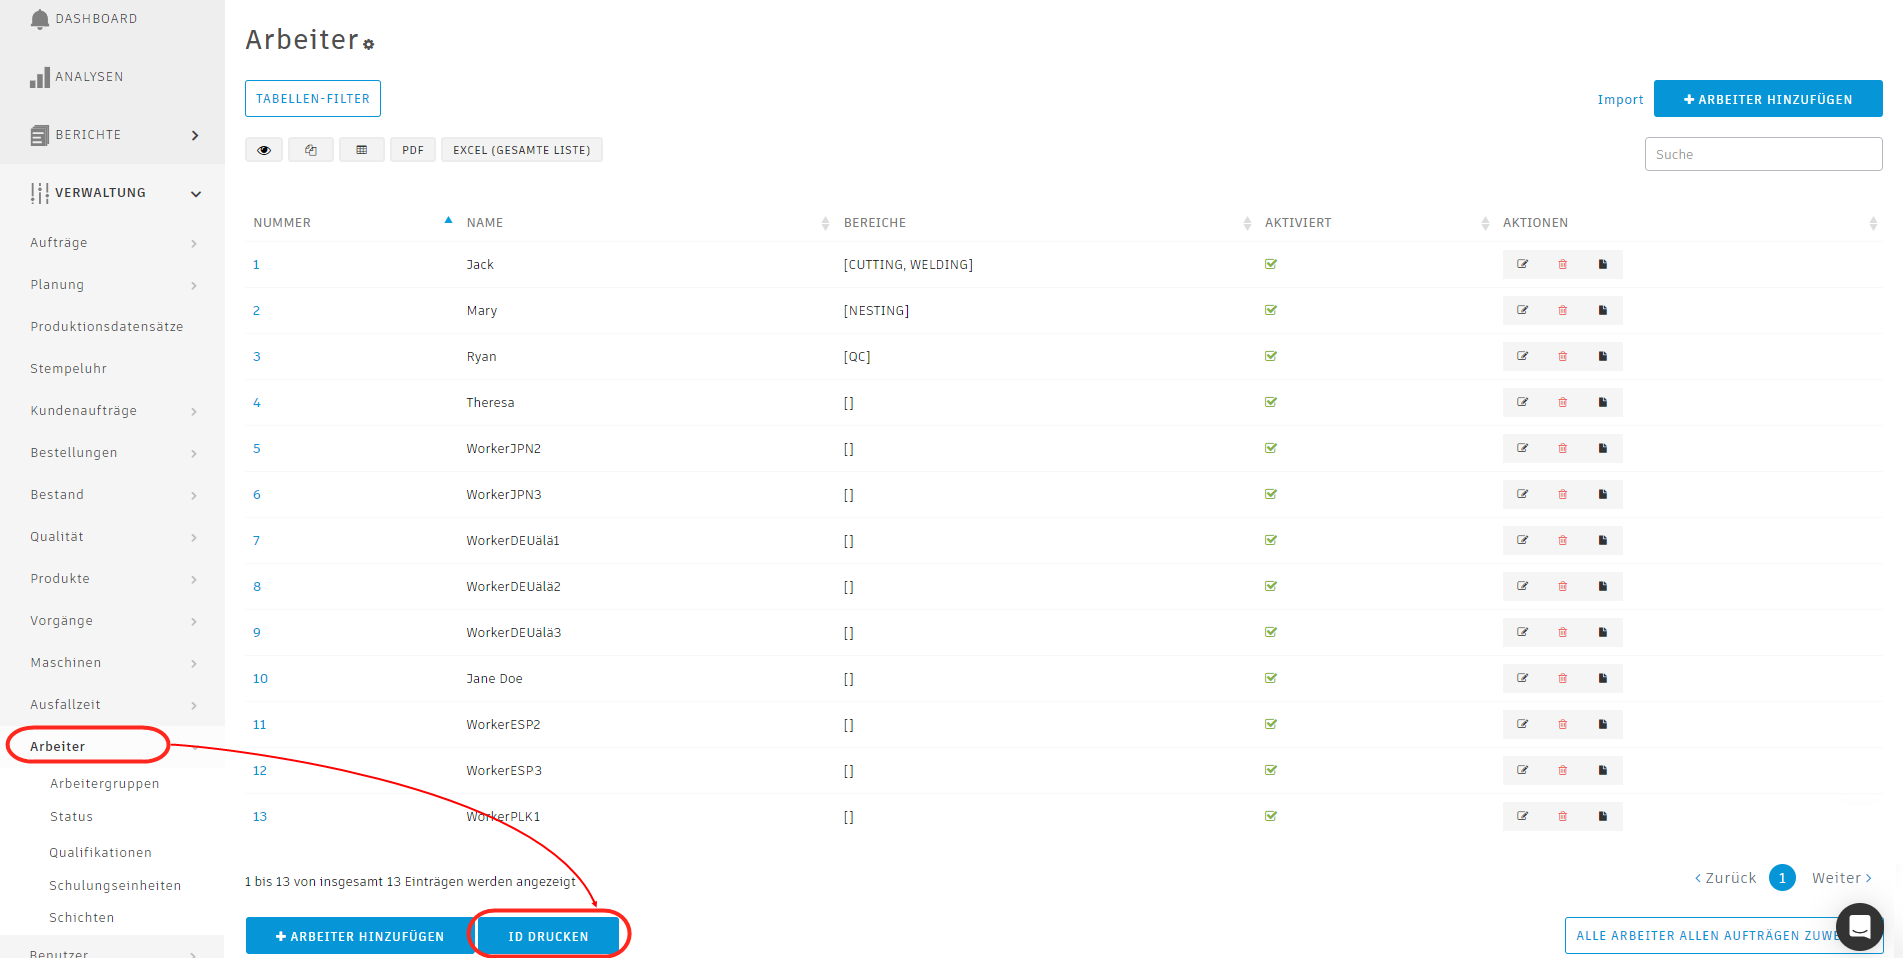 DASHBOARD
ANALYSEN
BERICHTE
VERWALTUNG
Aufträge
Planung
Produktionsdatensätze
Stempeluhr
Kundenaufträge
Bestellungen
Bestand
Qualität
Produkte
Vorgänge
Maschinen
Ausfallzeit
Arbeiter
Arbeitergruppen
Status
Qualifikationen
Schulungseinheiten
Schichten
Benutzer
Arbeiter
TABELLEN-FILTER
Import
ARBEITER HINZUFÜGEN
PDF
EXCEL (GESAMTE LISTE)
Suche
NUMMER NAME BEREICHE AKTIVIERT AKTIONEN
1 Jack [CUTTING, WELDING]
2 Mary [NESTING]
3 Ryan [QC]
4 Theresa []
5 WorkerJPN2 []
6 WorkerJPN3 []
7 WorkerDEUälä1 []
8 WorkerDEUälä2 []
9 WorkerDEUälä3 []
10 Jane Doe []
11 WorkerESP2 []
12 WorkerESP3 []
13 WorkerPLK1 []
1 bis 13 von insgesamt 13 Einträgen werden angezeigt
Zurück 1 Weiter
ARBEITER HINZUFÜGEN
ID DRUCKEN
ALLE ARBEITER ALLEN AUFTRÄGEN